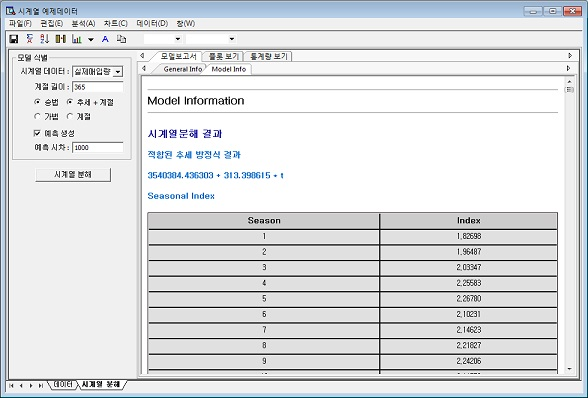 시계열 예제데이터
파일(F) 편집(E) 분석(A) 차트(C) 데이터(D) 창(W)
모델 식별
시계열 데이터 : 실제매입량
계절 길이 : 365
승법 추세 + 계절
가법 계절
예측 생성
예측 시차 : 1000
시계열 분해
모델보고서 플롯 보기 통계량 보기
General Info Model Info
Model Information
시계열분해 결과
적합된 추세 방정식 결과
3540384.436303 + 313.398615 * t
Seasonal Index
Season Index
1 1.82698
2 1.96487
3 2.03347
4 2.25583
5 2.26780
6 2.10231
7 2.14623
8 2.21827
9 2.24206
데이터 시계열 분해